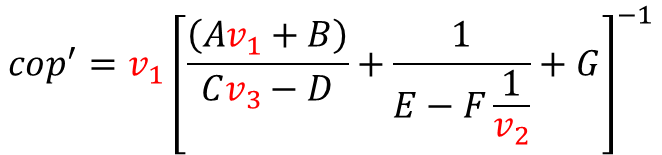 cop′ = v₁ [ (Av₁ + B) / (Cv₃ − D) + 1 / (E − F (1 / v₂)) + G ]⁻¹